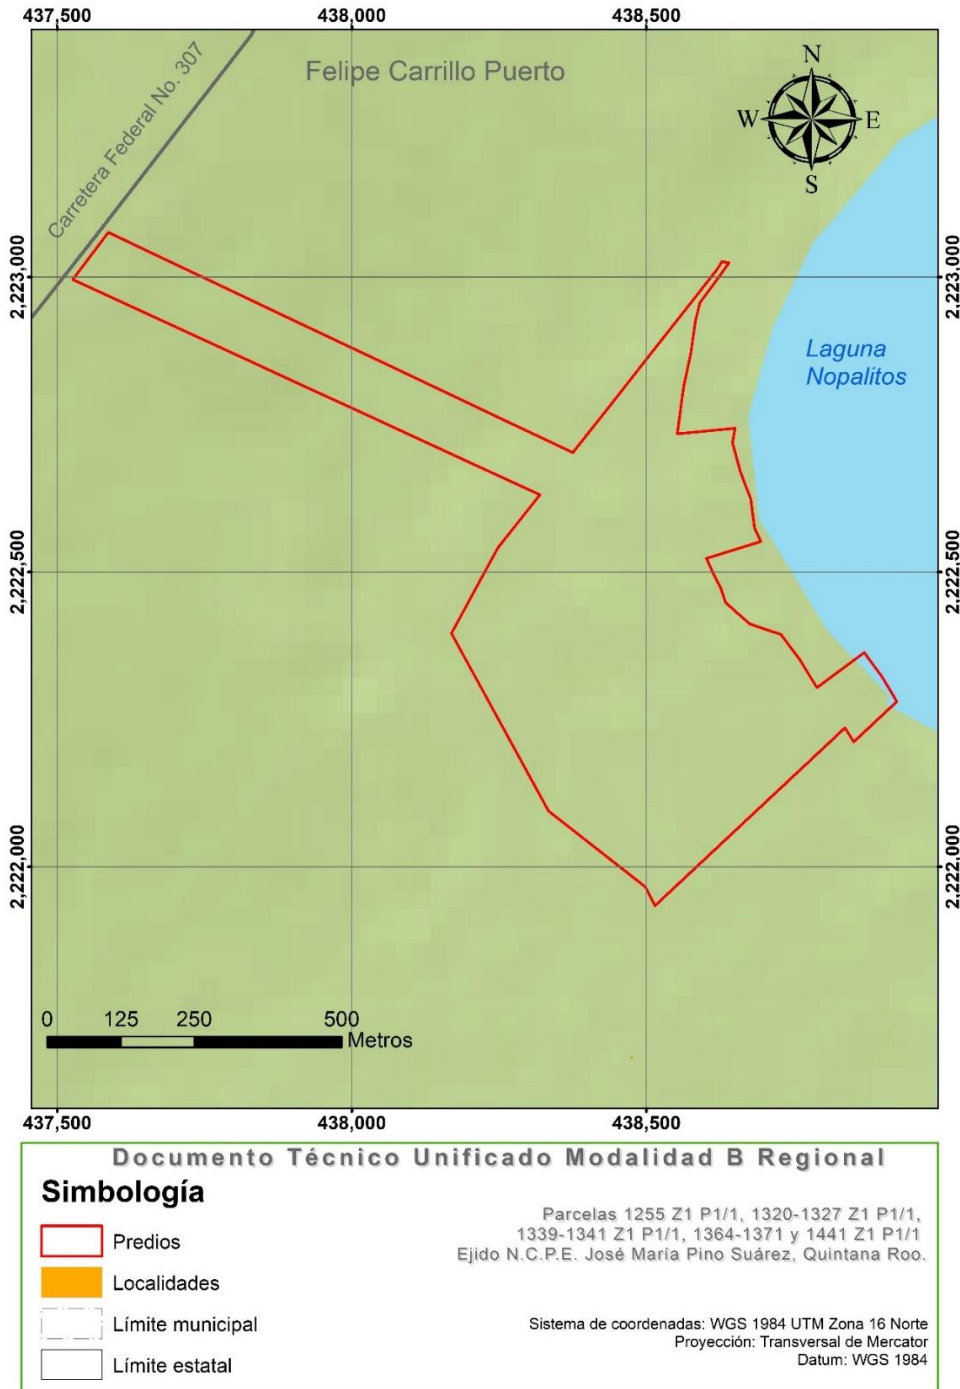 437,500 438,000 438,500
Felipe Carrillo Puerto
Carretera Federal No. 307
N
W E
S
2,223,000 2,223,000
Laguna
Nopalitos
2,222,500 2,222,500
2,222,000 2,222,000
0 125 250 500
Metros
437,500 438,000 438,500
Documento Técnico Unificado Modalidad B Regional
Simbología
Predios
Localidades
Límite municipal
Límite estatal
Parcelas 1255 Z1 P1/1, 1320-1327 Z1 P1/1,
1339-1341 Z1 P1/1, 1364-1371 y 1441 Z1 P1/1
Ejido N.C.P.E. José María Pino Suárez, Quintana Roo.
Sistema de coordenadas: WGS 1984 UTM Zona 16 Norte
Proyección: Transversal de Mercator
Datum: WGS 1984